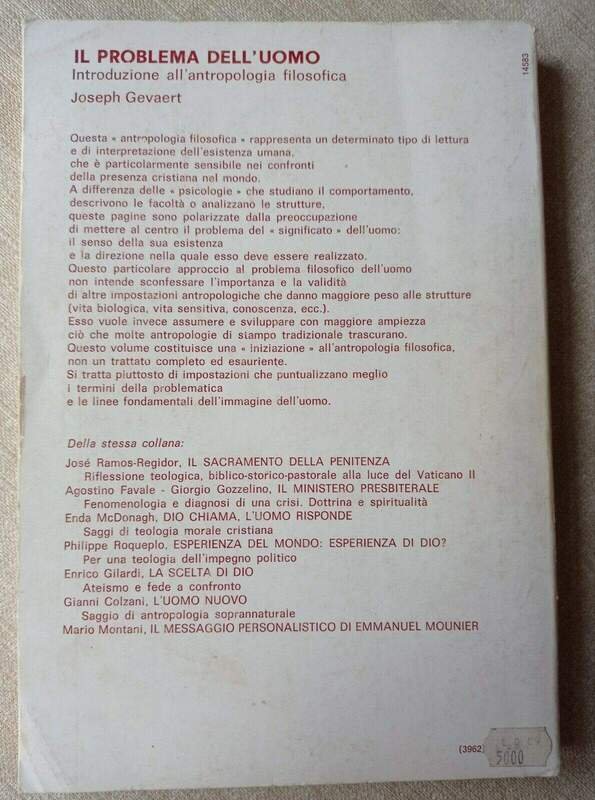 IL PROBLEMA DELL'UOMO
Introduzione all'antropologia filosofica
Joseph Gevaert
14583
Questa « antropologia filosofica » rappresenta un determinato tipo di lettura
e di interpretazione dell'esistenza umana,
che è particolarmente sensibile nei confronti
della presenza cristiana nel mondo.
A differenza delle « psicologie » che studiano il comportamento,
descrivono le facoltà o analizzano le strutture,
queste pagine sono polarizzate dalla preoccupazione
di mettere al centro il problema del « significato » dell'uomo:
il senso della sua esistenza
e la direzione nella quale esso deve essere realizzato.
Questo particolare approccio al problema filosofico dell'uomo
non intende sconfessare l'importanza e la validità
di altre impostazioni antropologiche che danno maggiore peso alle strutture
(vita biologica, vita sensitiva, conoscenza, ecc.).
Esso vuole invece assumere e sviluppare con maggiore ampiezza
ciò che molte antropologie di stampo tradizionale trascurano.
Questo volume costituisce una « iniziazione » all'antropologia filosofica,
non un trattato completo ed esauriente.
Si tratta piuttosto di impostazioni che puntualizzano meglio
i termini della problematica
e le linee fondamentali dell'immagine dell'uomo.
Della stessa collana:
José Ramos-Regidor, IL SACRAMENTO DELLA PENITENZA
Riflessione teologica, biblico-storico-pastorale alla luce del Vaticano II
Agostino Favale - Giorgio Gozzelino, IL MINISTERO PRESBITERALE
Fenomenologia e diagnosi di una crisi. Dottrina e spiritualità
Enda McDonagh, DIO CHIAMA, L'UOMO RISPONDE
Saggi di teologia morale cristiana
Philippe Roqueplo, ESPERIENZA DEL MONDO: ESPERIENZA DI DIO?
Per una teologia dell'impegno politico
Enrico Gilardi, LA SCELTA DI DIO
Ateismo e fede a confronto
Gianni Colzani, L'UOMO NUOVO
Saggio di antropologia soprannaturale
Mario Montani, IL MESSAGGIO PERSONALISTICO DI EMMANUEL MOUNIER
(3962)
5000